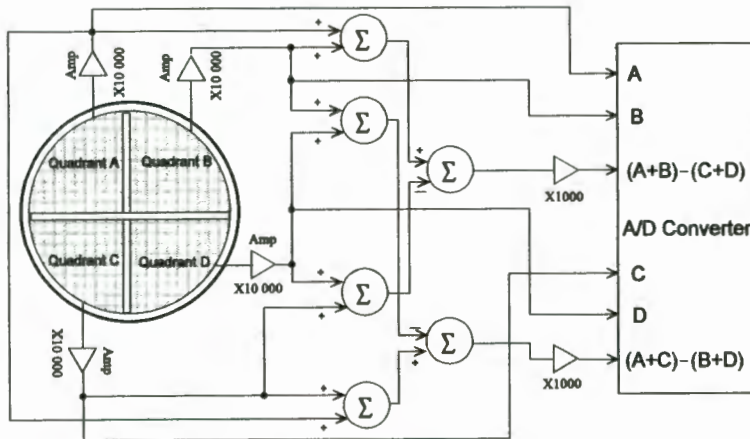 Amp
X10 000
Amp
X10 000
+
+
Σ
A
B
Quadrant A
Quadrant B
+
+
Σ
+
−
Σ
X1000
(A+B)−(C+D)
A/D Converter
Quadrant C
Quadrant D
Amp
X10 000
+
+
Σ
C
D
X10 000
Amp
−
+
Σ
X1000
(A+C)−(B+D)
+
+
Σ